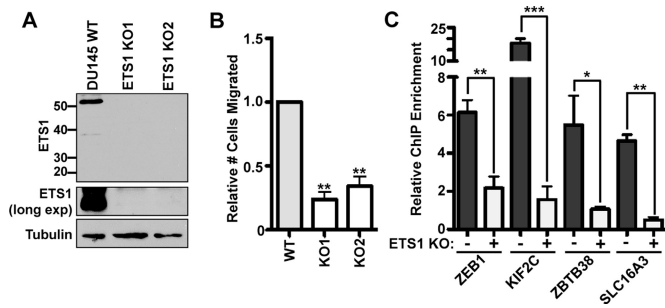 A
DU145 WT
ETS1 KO1
ETS1 KO2
50
40
30
20
ETS1
ETS1
(long exp)
Tubulin
B
Relative # Cells Migrated
1.5
1.0
0.5
0
**
**
WT
KO1
KO2
C
Relative ChIP Enrichment
25
20
15
10
8
6
4
2
0
**
***
*
**
ETS1 KO: - + - + - + - +
ZEB1
KIF2C
ZBTB38
SLC16A3